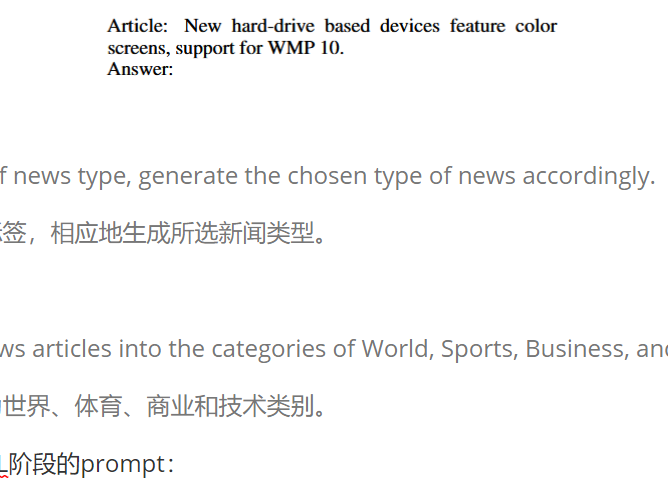 Article: New hard-drive based devices feature color
screens, support for WMP 10.
Answer:
f news type, generate the chosen type of news accordingly.
签，相应地生成所选新闻类型。
ws articles into the categories of World, Sports, Business, and
世界、体育、商业和技术类别。
L阶段的prompt：